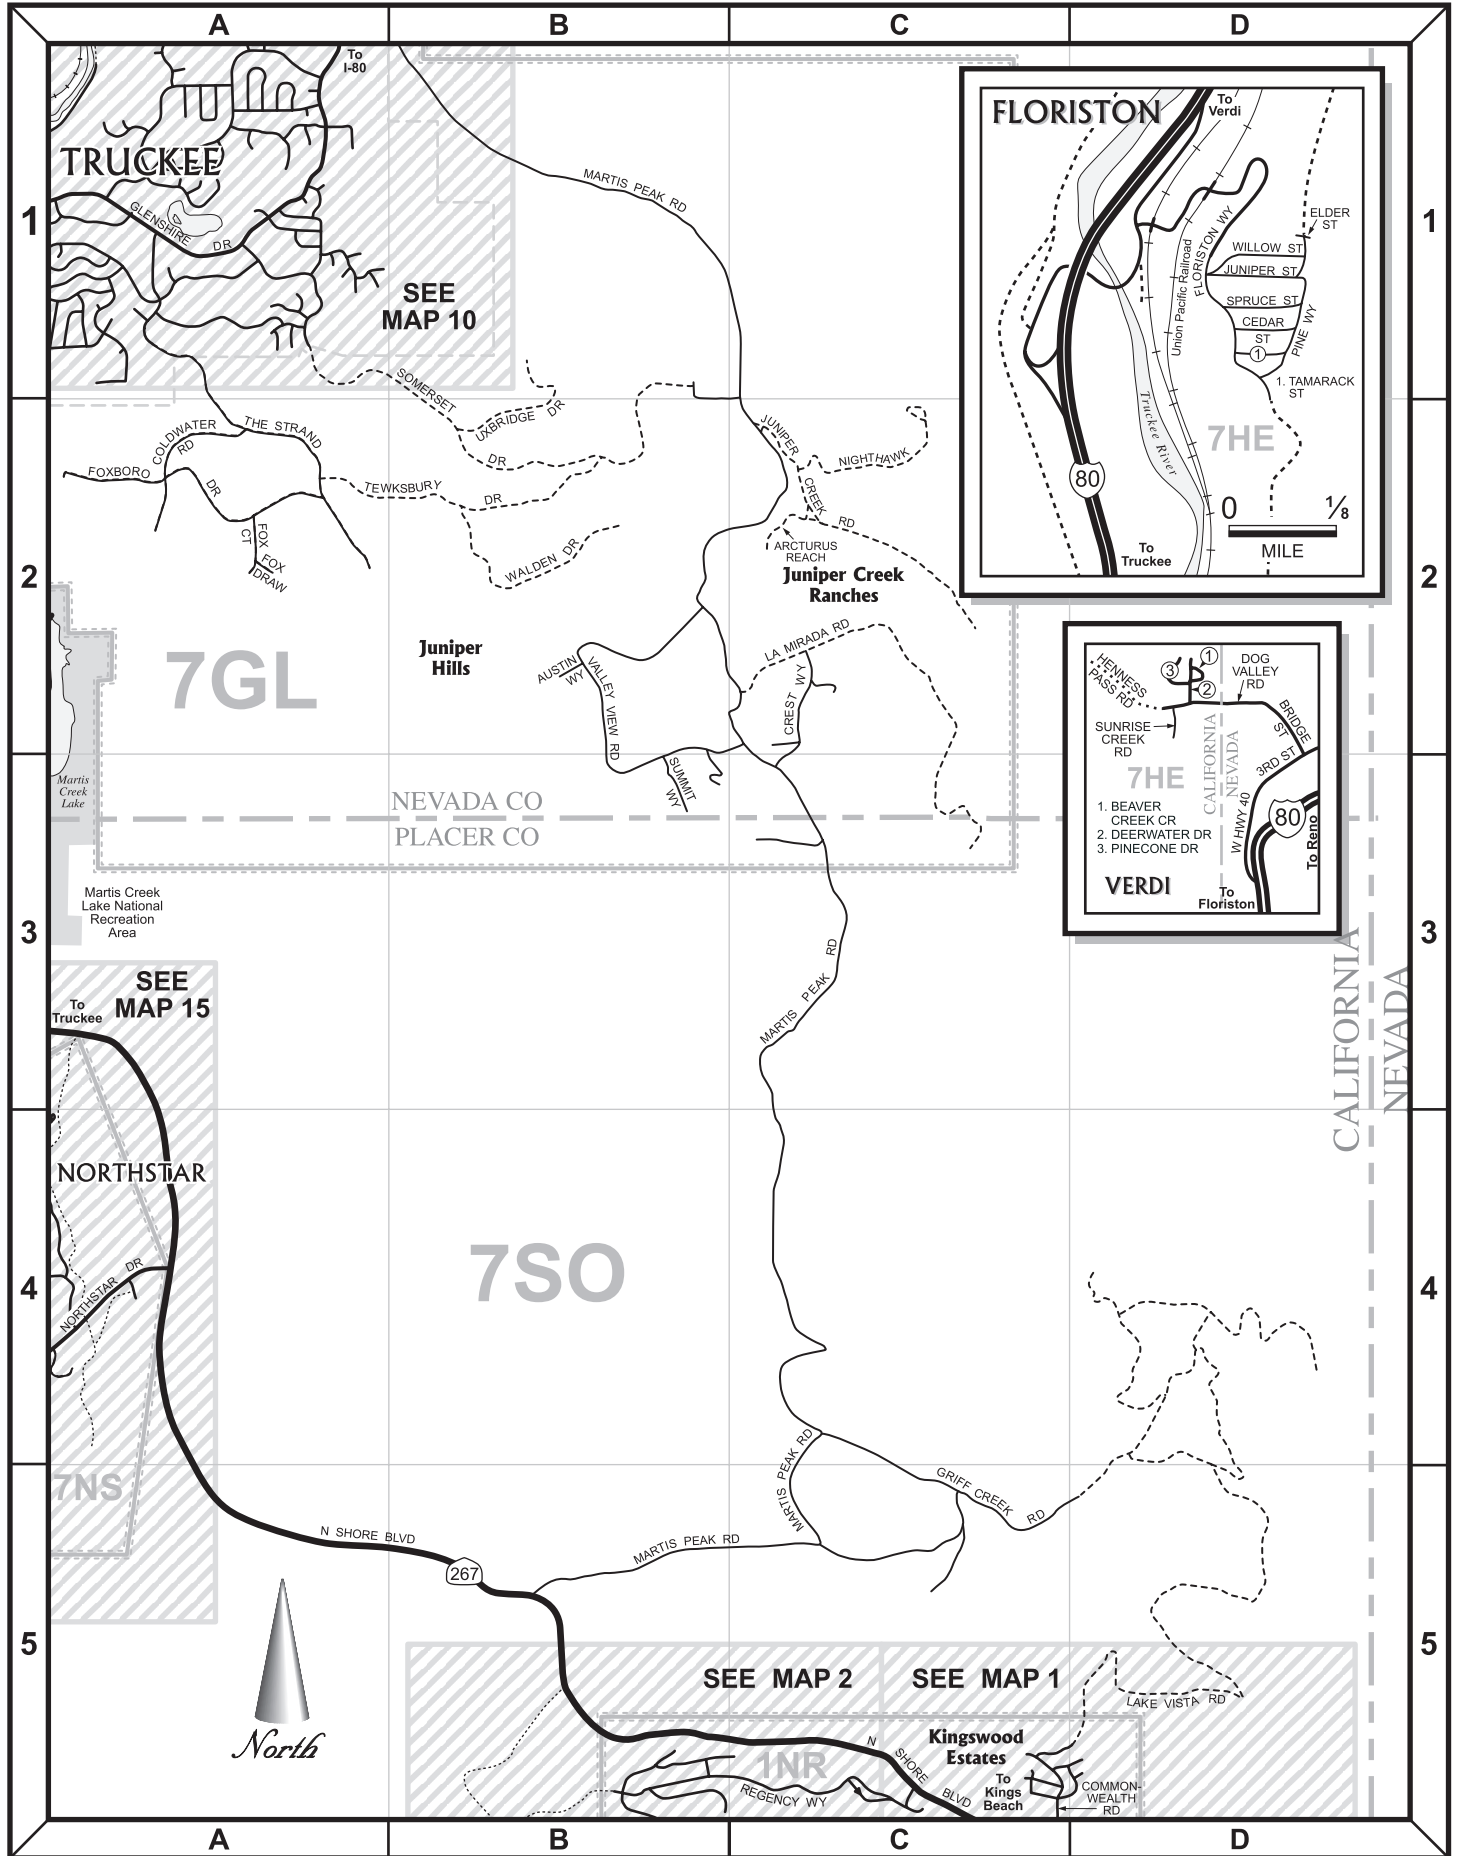 A
B
C
D
1
2
3
4
5
1
2
3
4
5
A
B
C
D
To
I-80
TRUCKEE
GLENSHIRE
DR
SEE
MAP 10
MARTIS PEAK RD
SOMERSET
DR
UXBRIDGE
DR
COLDWATER
RD
THE STRAND
FOXBORO
DR
TEWKSBURY
DR
FOX
CT
FOX
DRAW
WALDEN DR
JUNIPER
CREEK
RD
NIGHTHAWK
ARCTURUS
REACH
Juniper Creek
Ranches
Juniper
Hills
7GL
AUSTIN
WY
VALLEY VIEW RD
SUMMIT
WY
LA MIRADA RD
CREST WY
Martis
Creek
Lake
NEVADA CO
PLACER CO
Martis Creek
Lake National
Recreation
Area
FLORISTON
To
Verdi
ELDER
ST
WILLOW ST
JUNIPER ST
SPRUCE ST
CEDAR
ST
1
PINE WY
1. TAMARACK
ST
FLORISTON WY
Union Pacific Railroad
Truckee River
7HE
80
0
1/8
MILE
To
Truckee
HENNESS
PASS RD
3
1
2
DOG
VALLEY
RD
BRIDGE
ST
SUNRISE
CREEK
RD
CALIFORNIA
NEVADA
7HE
3RD ST
1. BEAVER
CREEK CR
2. DEERWATER DR
3. PINECONE DR
W HWY 40
80
To Reno
VERDI
To
Floriston
CALIFORNIA
NEVADA
SEE
MAP 15
To
Truckee
NORTHSTAR
NORTHSTAR DR
7NS
MARTIS PEAK RD
7SO
MARTIS PEAK RD
GRIFF CREEK
RD
MARTIS PEAK RD
N SHORE BLVD
267
North
SEE MAP 2
SEE MAP 1
LAKE VISTA RD
Kingswood
Estates
1NR
REGENCY WY
N
SHORE
BLVD
To
Kings
Beach
COMMON-
WEALTH
RD